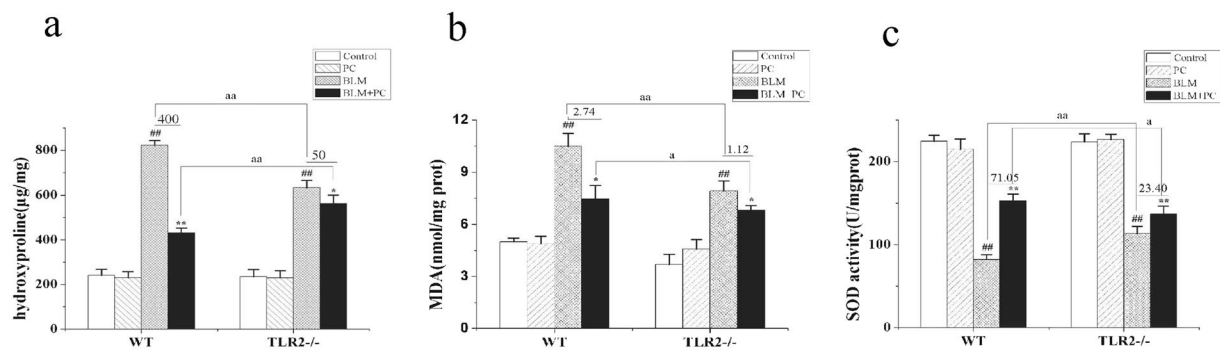 a
Control
PC
BLM
BLM+PC
hydroxyproline(μg/mg)
800
600
400
200
0
aa
##
400
**
aa
50
##
*
WT
TLR2-/-
b
Control
PC
BLM
BLM+PC
MDA(nmol/mg prot)
12
9
6
3
0
aa
2.74
##
*
a
1.12
##
*
WT
TLR2-/-
c
Control
PC
BLM
BLM+PC
SOD activity(U/mgprot)
200
100
0
aa
a
71.05
**
##
23.40
**
##
WT
TLR2-/-